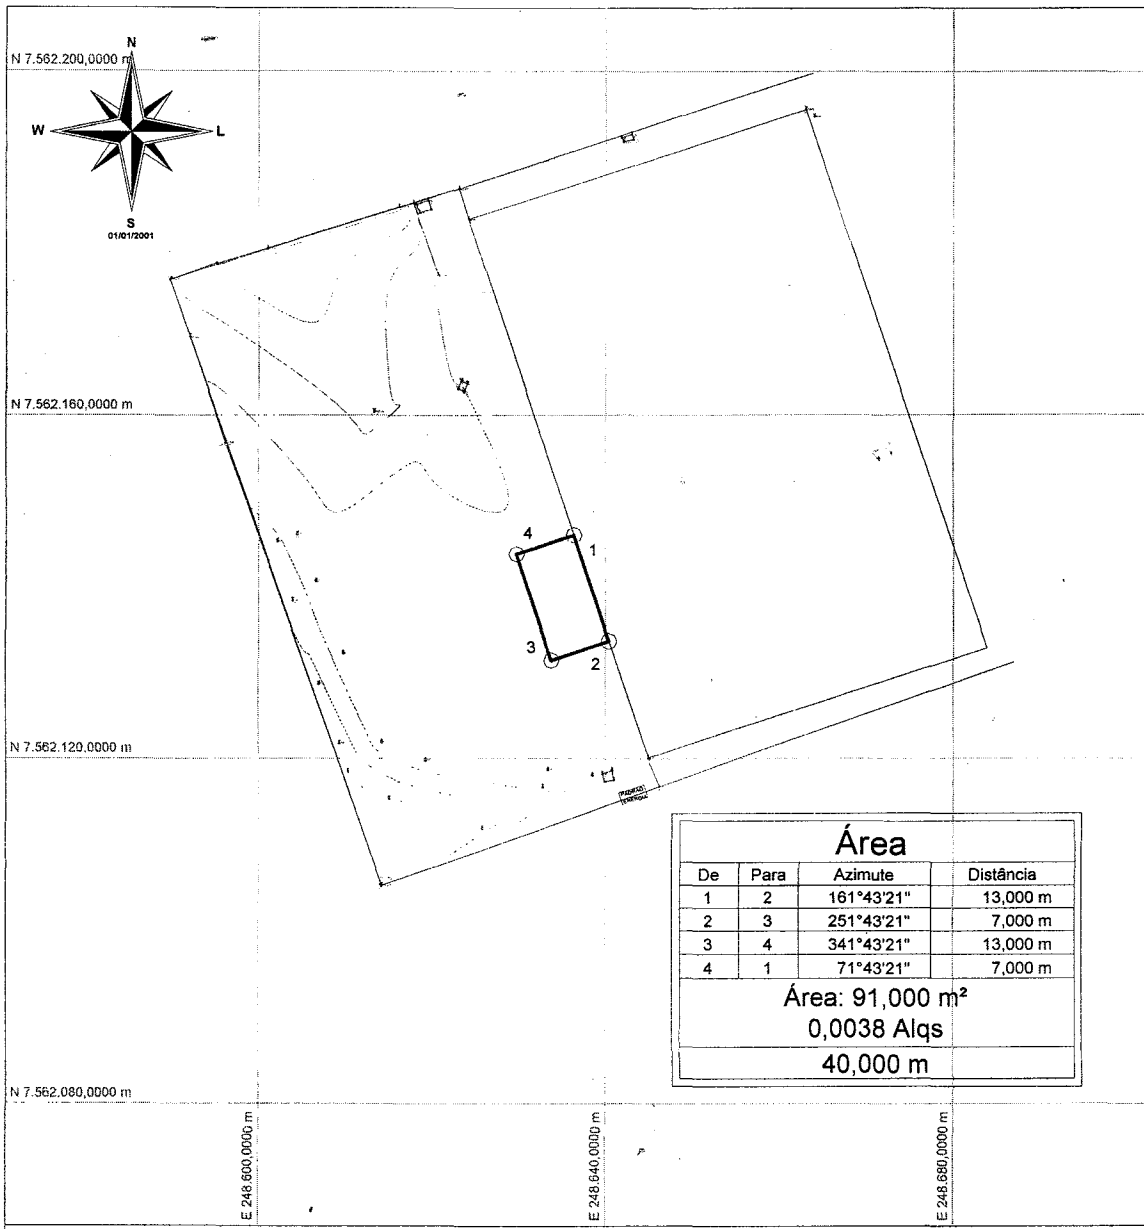 N 7.562.200,0000 m
N
W
L
S
01/01/2001
N 7.562.160,0000 m
4
1
3
2
N 7.562.120,0000 m
PADRÃO
ENERGIA
Área
De Para Azimute Distância
1 2 161°43'21" 13,000 m
2 3 251°43'21" 7,000 m
3 4 341°43'21" 13,000 m
4 1 71°43'21" 7,000 m
Área: 91,000 m²
0,0038 Alqs
40,000 m
N 7.562.080,0000 m
E 248.600,0000 m
E 248.640,0000 m
E 248.680,0000 m